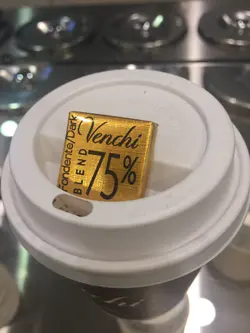 Venchi
75%
BLEND
Fondente/Dark